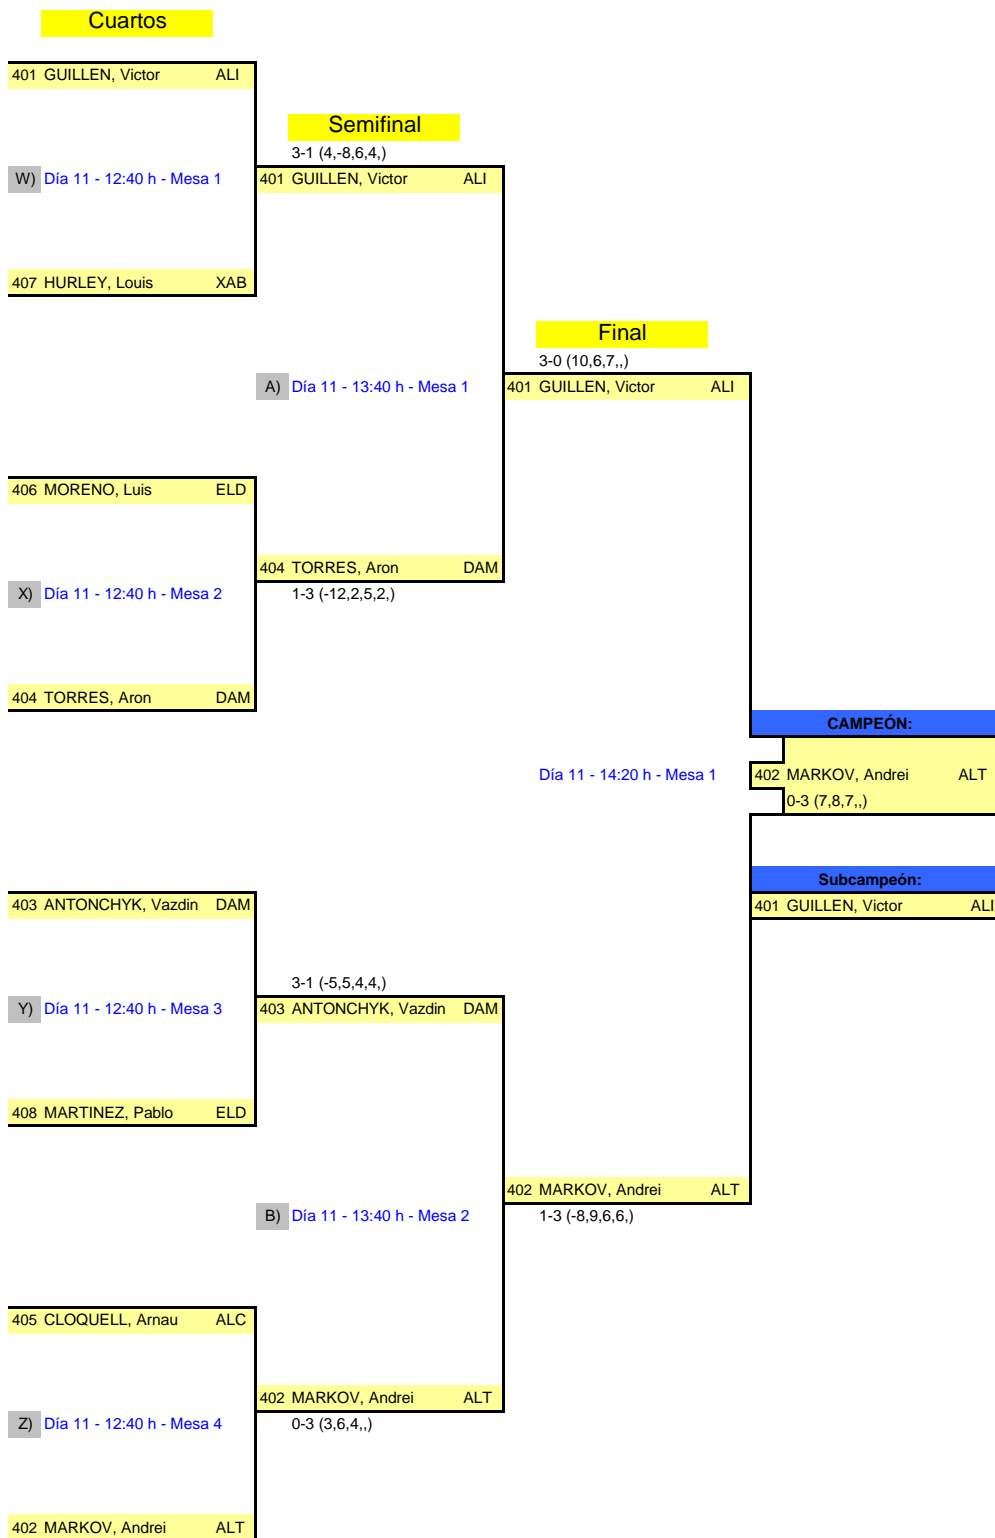 Cuartos
401 GUILLEN, Victor ALI
Semifinal
3-1 (4,-8,6,4,)
W) Día 11 - 12:40 h - Mesa 1
401 GUILLEN, Victor ALI
407 HURLEY, Louis XAB
Final
3-0 (10,6,7,,)
A) Día 11 - 13:40 h - Mesa 1
401 GUILLEN, Victor ALI
406 MORENO, Luis ELD
404 TORRES, Aron DAM
X) Día 11 - 12:40 h - Mesa 2
1-3 (-12,2,5,2,)
404 TORRES, Aron DAM
CAMPEÓN:
Día 11 - 14:20 h - Mesa 1
402 MARKOV, Andrei ALT
0-3 (7,8,7,,)
Subcampeón:
403 ANTONCHYK, Vazdin DAM
401 GUILLEN, Victor ALI
3-1 (-5,5,4,4,)
Y) Día 11 - 12:40 h - Mesa 3
403 ANTONCHYK, Vazdin DAM
408 MARTINEZ, Pablo ELD
402 MARKOV, Andrei ALT
B) Día 11 - 13:40 h - Mesa 2
1-3 (-8,9,6,6,)
405 CLOQUELL, Arnau ALC
402 MARKOV, Andrei ALT
Z) Día 11 - 12:40 h - Mesa 4
0-3 (3,6,4,,)
402 MARKOV, Andrei ALT